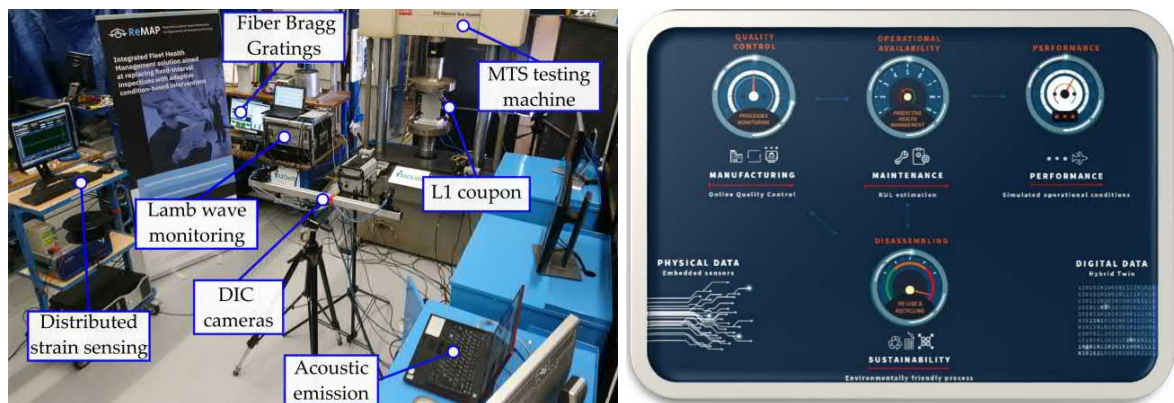 ReMAP
Integrated Fleet Health
Management solution aimed
at replacing fixed-interval
inspections with adaptive
condition-based interventions
Fiber Bragg
Gratings
MTS testing
machine
L1 coupon
Lamb wave
monitoring
DIC
cameras
Distributed
strain sensing
Acoustic
emission
QUALITY
CONTROL
OPERATIONAL
AVAILABILITY
PERFORMANCE
PROCESSES
MONITORING
PREDICTIVE
HEALTH
MANAGEMENT
MANUFACTURING
Online Quality Control
MAINTENANCE
RUL estimation
PERFORMANCE
Simulated operational conditions
DISASSEMBLING
RE-USE &
RECYCLING
PHYSICAL DATA
Embedded sensors
DIGITAL DATA
Hybrid Twin
SUSTAINABILITY
Environmentally friendly process